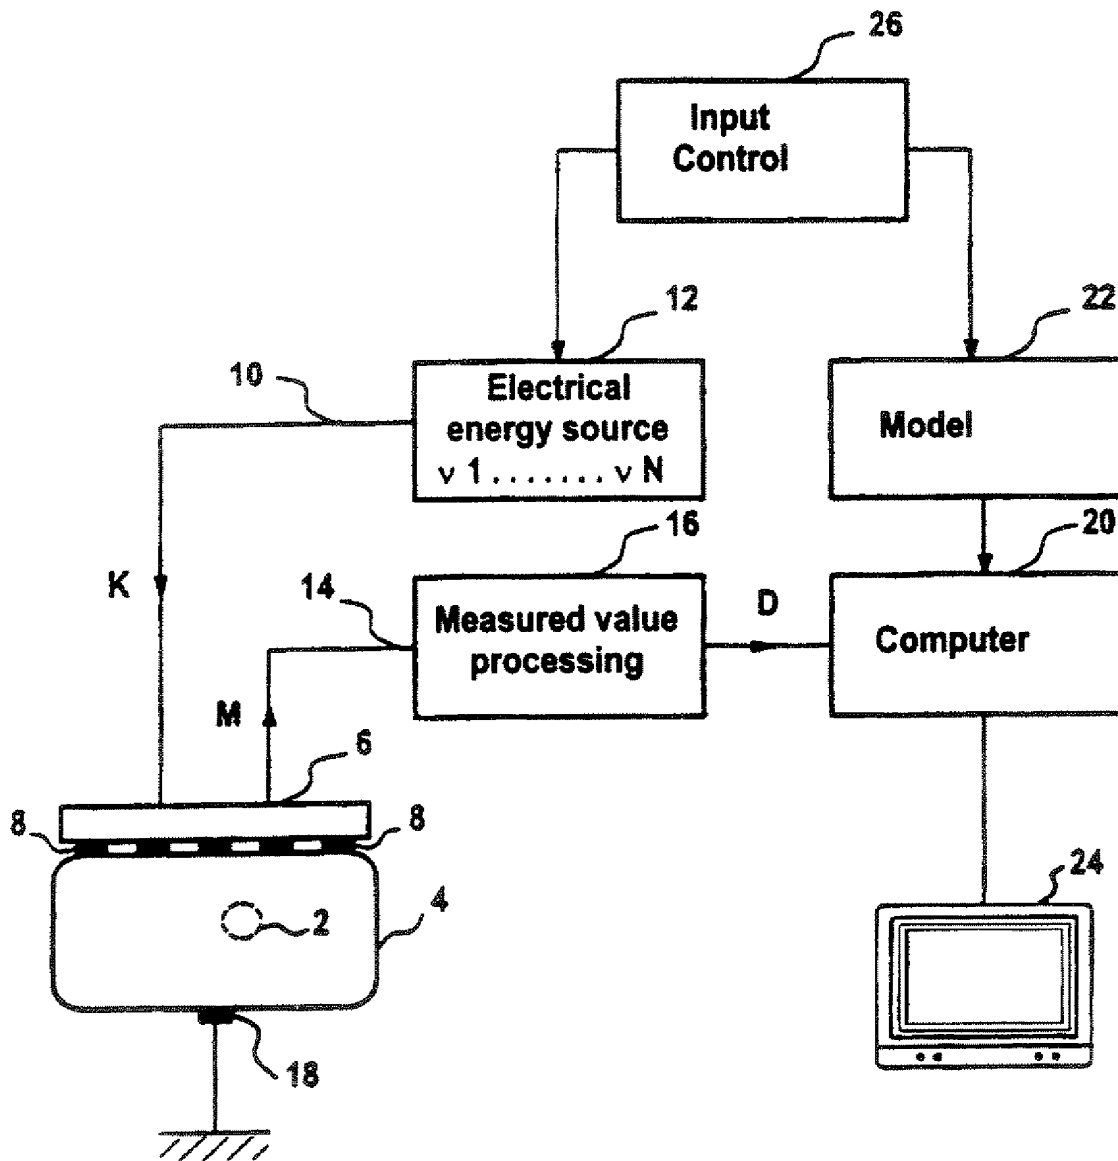 26
Input
Control
12
22
10
Electrical
energy source
v 1 . . . . . . . v N
Model
16
20
K
14
Measured value
processing
D
Computer
M
6
8
8
24
2
4
18